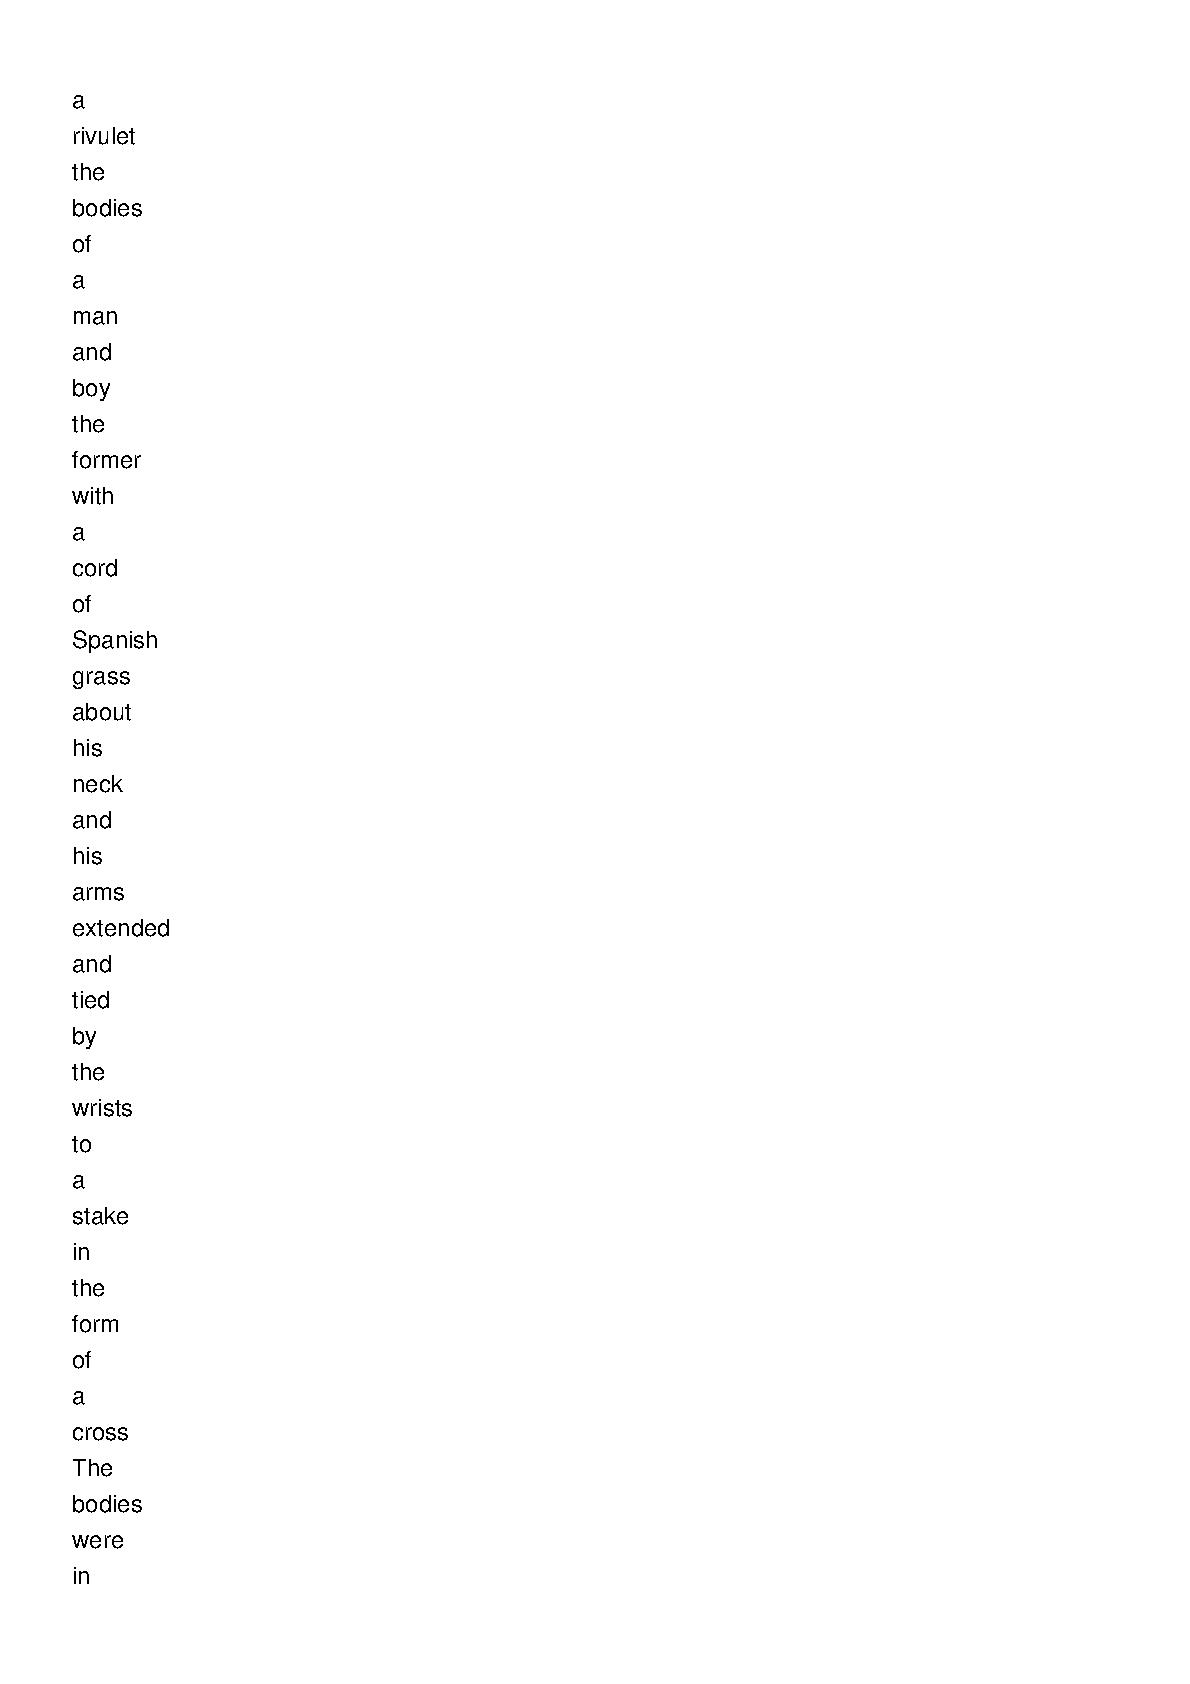 a
rivulet
the
bodies
of
a
man
and
boy
the
former
with
a
cord
of
Spanish
grass
about
his
neck
and
his
arms
extended
and
tied
by
the
wrists
to
a
stake
in
the
form
of
a
cross
The
bodies
were
in